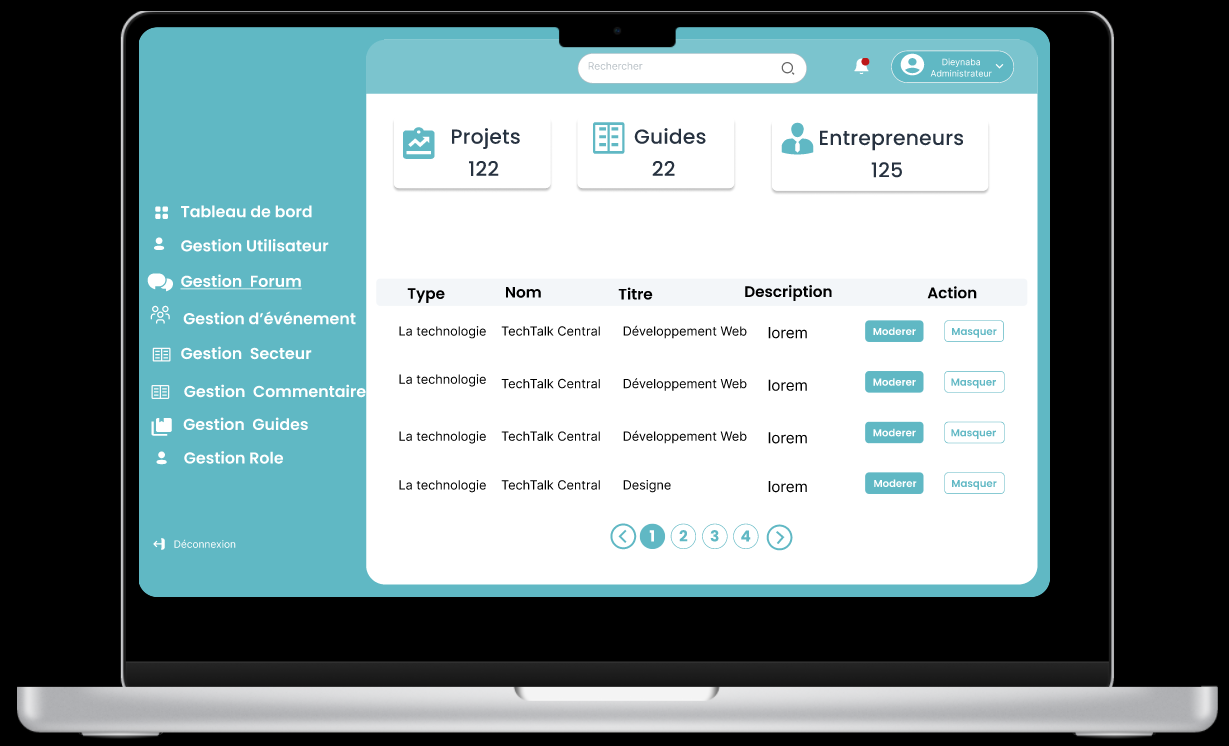 Rechercher
Dieynaba
Administrateur
Projets
122
Guides
22
Entrepreneurs
125
Tableau de bord
Gestion Utilisateur
Gestion Forum
Gestion d’événement
Gestion Secteur
Gestion Commentaire
Gestion Guides
Gestion Role
Déconnexion
Type Nom Titre Description Action
La technologie TechTalk Central Développement Web lorem Moderer Masquer
La technologie TechTalk Central Développement Web lorem Moderer Masquer
La technologie TechTalk Central Développement Web lorem Moderer Masquer
La technologie TechTalk Central Designe lorem Moderer Masquer
1 2 3 4